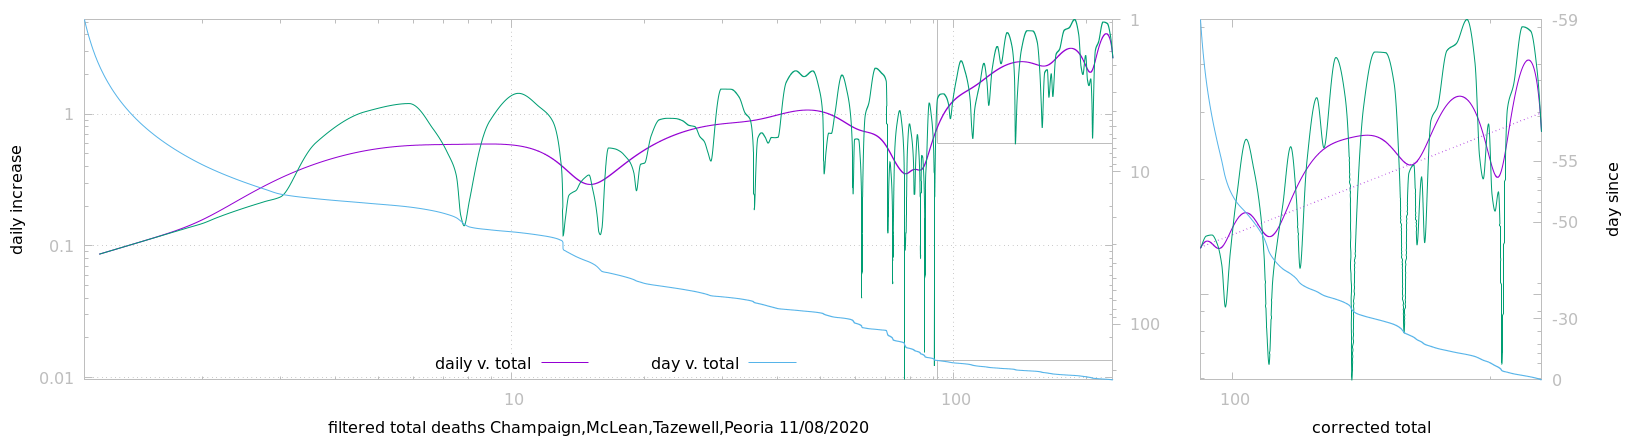 daily increase
1
0.1
0.01
10
100
1
10
100
daily v. total
day v. total
filtered total deaths Champaign,McLean,Tazewell,Peoria 11/08/2020
-59
-55
-50
-30
0
day since
100
corrected total